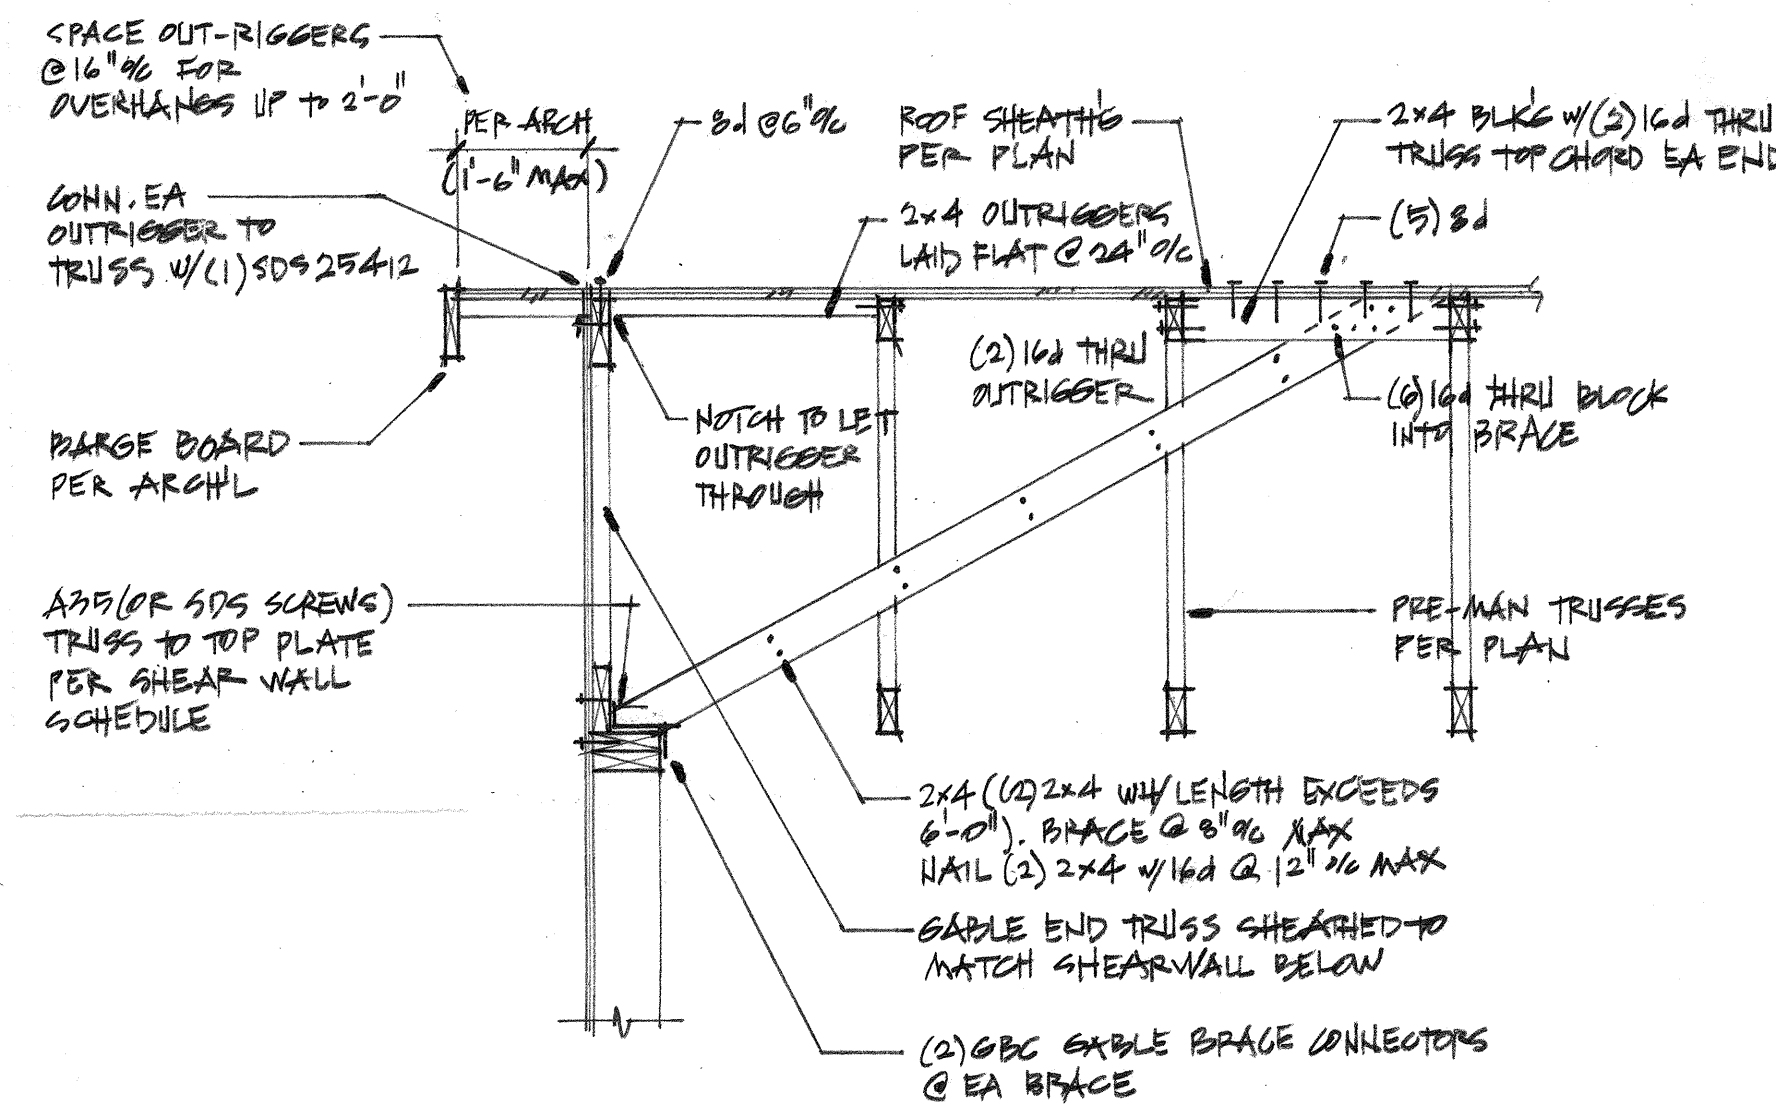 SPACE OUT-RIGGERS
@ 16" o/c FOR
OVERHANGS UP TO 2'-0"
PER ARCH
(1'-6" MAX)
8d @ 6" o/c
ROOF SHEATH'G
PER PLAN
2x4 BLK'G w/(2) 16d THRU
TRUSS TOP CHORD EA END
CONN. EA
OUTRIGGER TO
TRUSS w/(1) SDS25412
2x4 OUTRIGGERS
LAID FLAT @ 24" o/c
(5) 8d
(2) 16d THRU
OUTRIGGER
(6) 16d THRU BLOCK
INTO BRACE
BARGE BOARD
PER ARCH'L
NOTCH TO LET
OUTRIGGER
THROUGH
A35 (OR SDS SCREWS)
TRUSS TO TOP PLATE
PER SHEAR WALL
SCHEDULE
PRE-MAN TRUSSES
PER PLAN
2x4 ((2) 2x4 WH/ LENGTH EXCEEDS
6'-0"). BRACE @ 8" o/c MAX
NAIL (2) 2x4 w/ 16d @ 12" o/c MAX
GABLE END TRUSS SHEATHED TO
MATCH SHEARWALL BELOW
(2) GBC GABLE BRACE CONNECTORS
@ EA BRACE